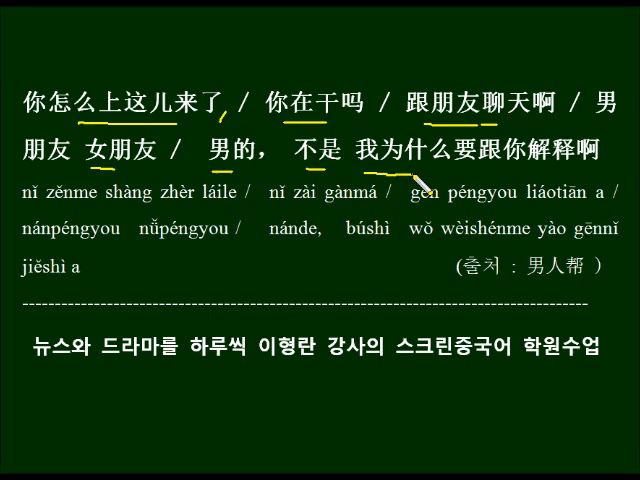 你怎么上这儿来了 / 你在干吗 / 跟朋友聊天啊 / 男
朋友 女朋友 / 男的， 不是 我为什么要跟你解释啊
nǐ zěnme shàng zhèr láile / nǐ zài gànmá / gēn péngyou liáotiān a /
nánpéngyou nǚpéngyou / nánde, búshì wǒ wèishénme yào gēnnǐ
jiěshì a (출처 : 男人帮 )
---------------------------------------------------------------------------------------
뉴스와 드라마를 하루씩 이형란 강사의 스크린중국어 학원수업